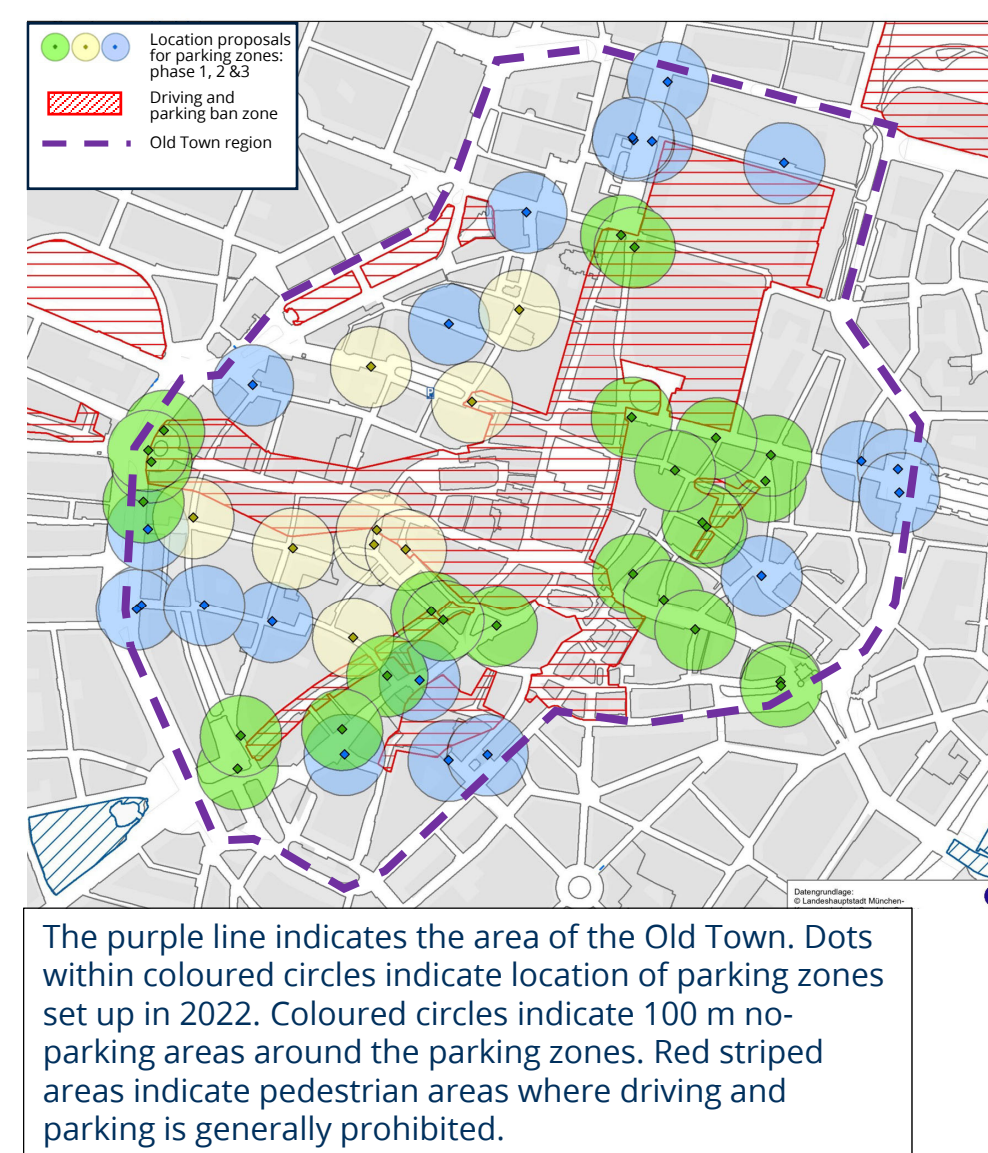 Location proposals
for parking zones:
phase 1, 2 &3
Driving and
parking ban zone
Old Town region
P
Datengrundlage:
© Landeshauptstadt München-
The purple line indicates the area of the Old Town. Dots
within coloured circles indicate location of parking zones
set up in 2022. Coloured circles indicate 100 m no-
parking areas around the parking zones. Red striped
areas indicate pedestrian areas where driving and
parking is generally prohibited.